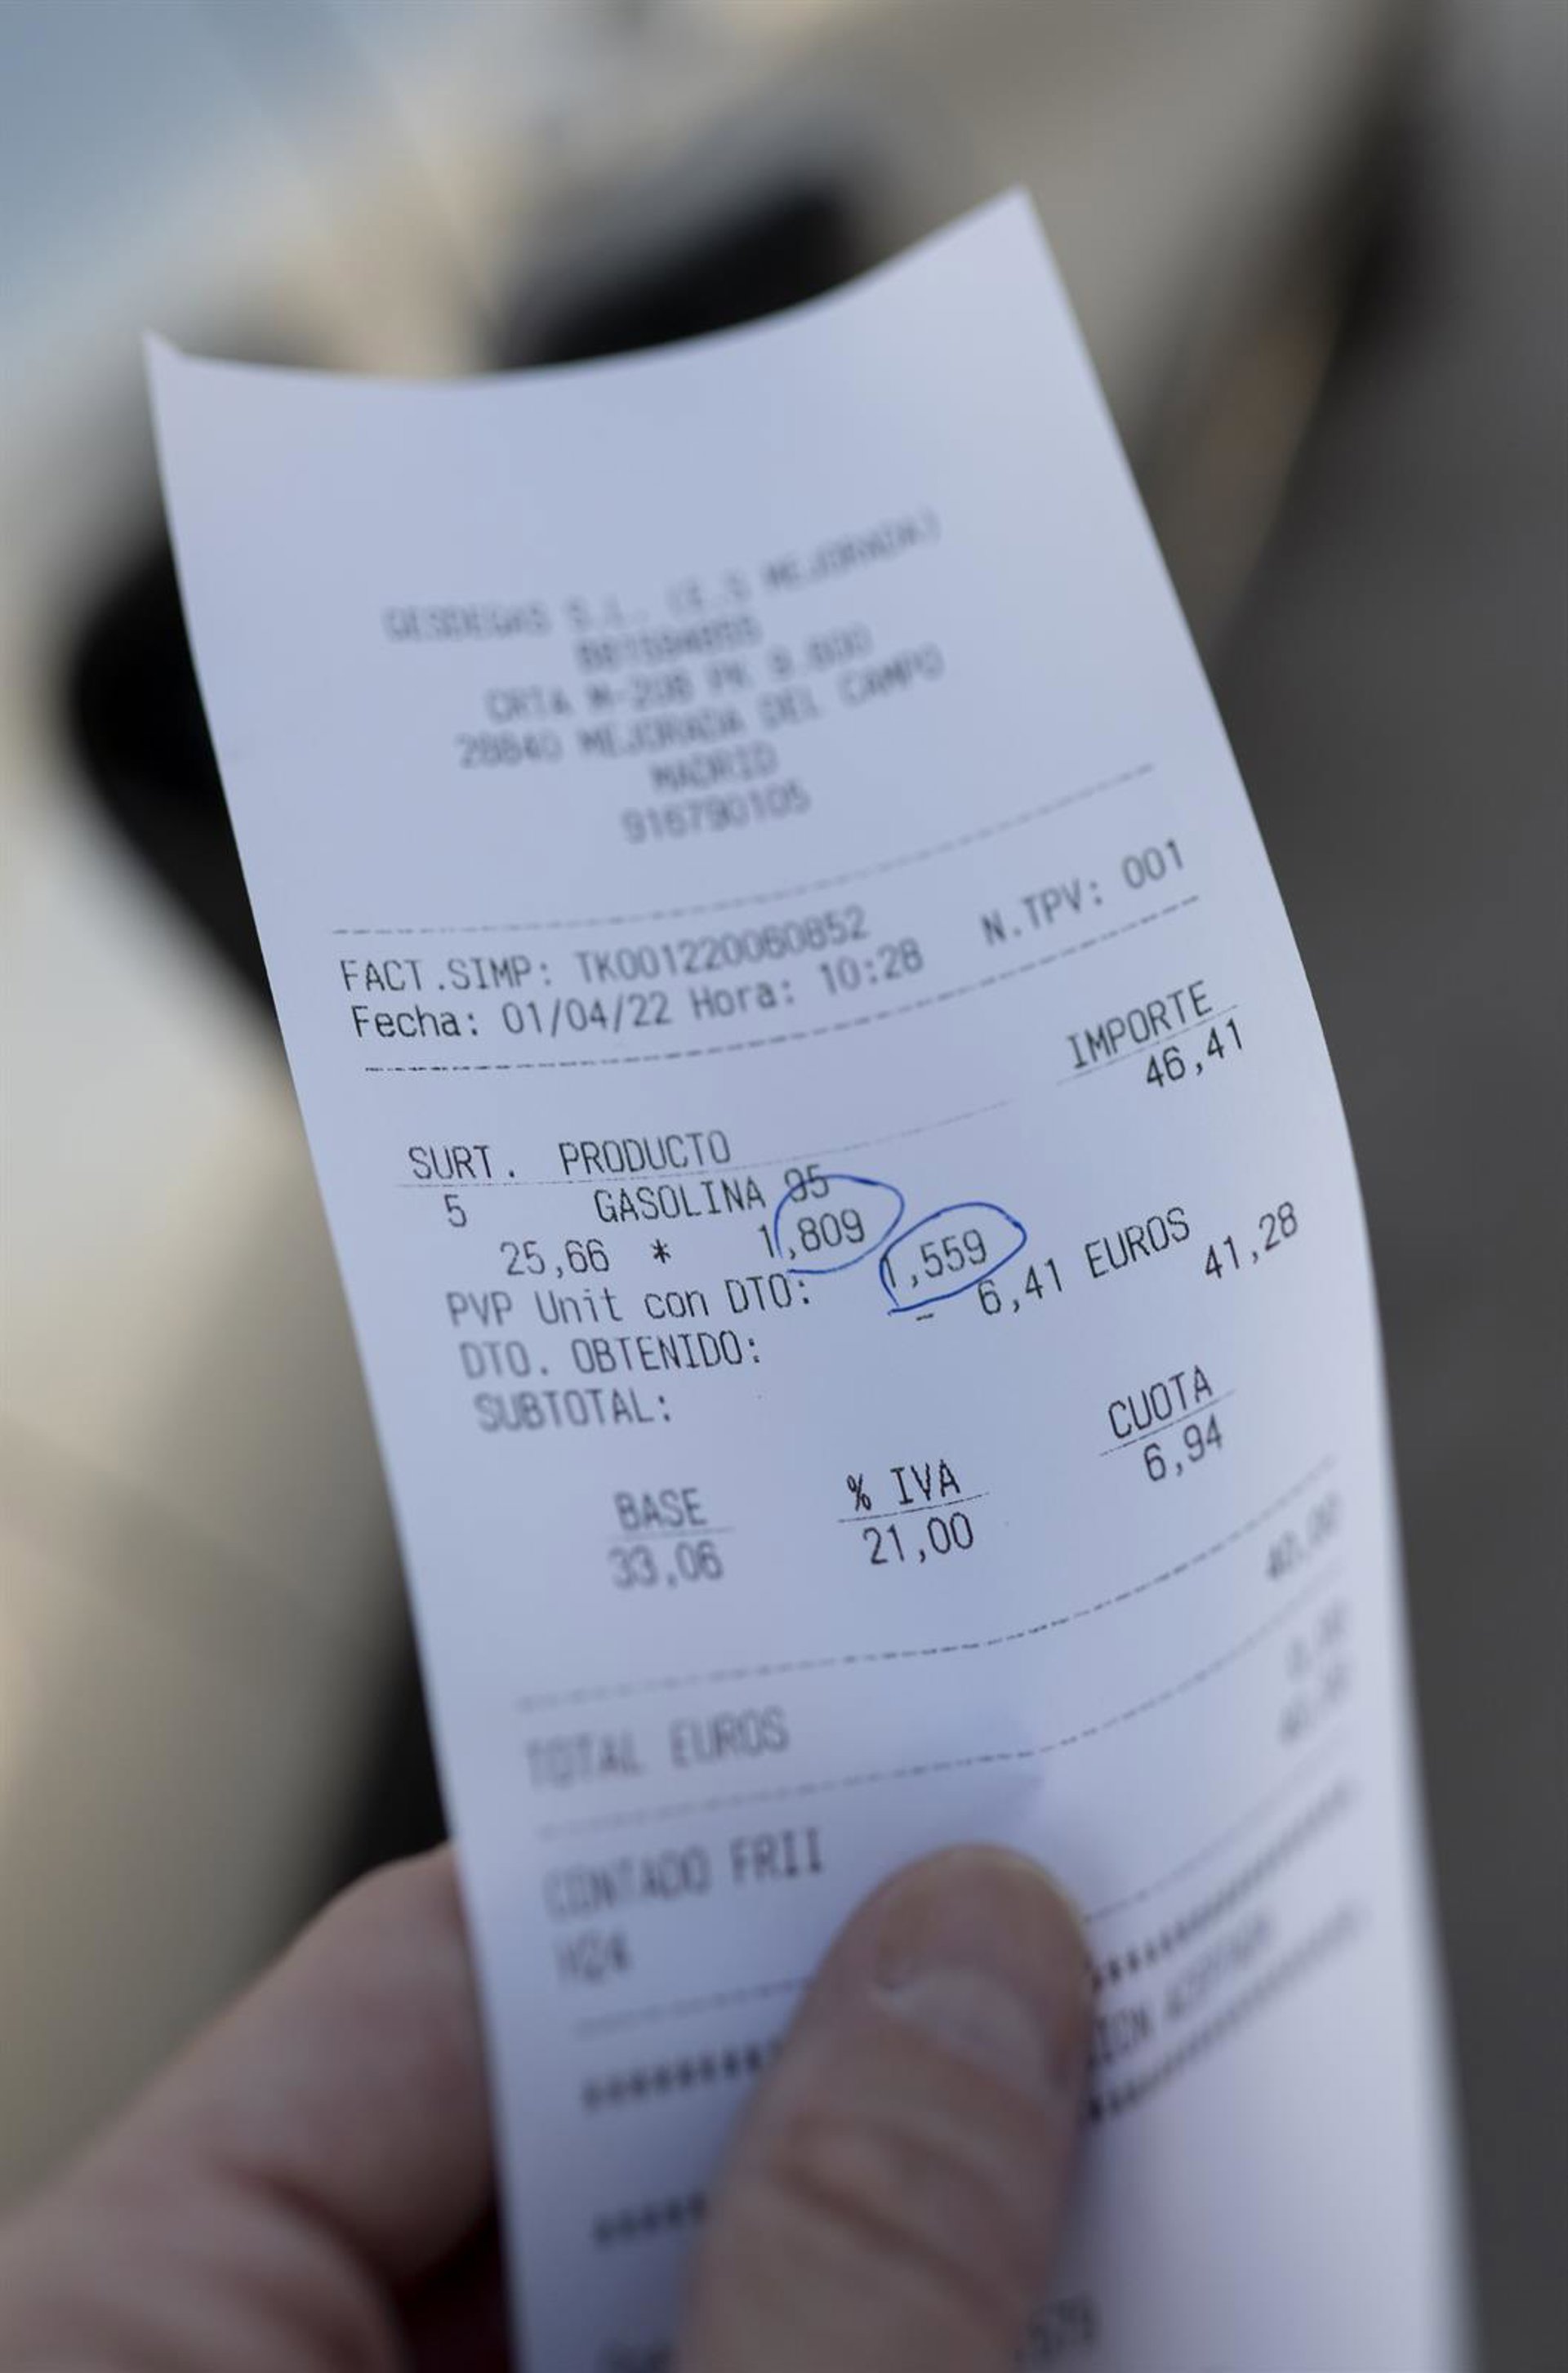 GESDEGAS S.L. (E.S MEJORADA)
CRTA M-208 PK 9.800
28840 MEJORADA DEL CAMPO
MADRID
916790105
FACT.SIMP: TK001220060852 N.TPV: 001
Fecha: 01/04/22 Hora: 10:28
SURT. PRODUCTO IMPORTE
5 GASOLINA 95 46,41
25,66 * 1,809
PVP Unit con DTO: 1,559
DTO. OBTENIDO: - 6,41 EUROS
SUBTOTAL: 41,28
BASE % IVA CUOTA
33,06 21,00 6,94
TOTAL EUROS 40,00
CONTADO FRII